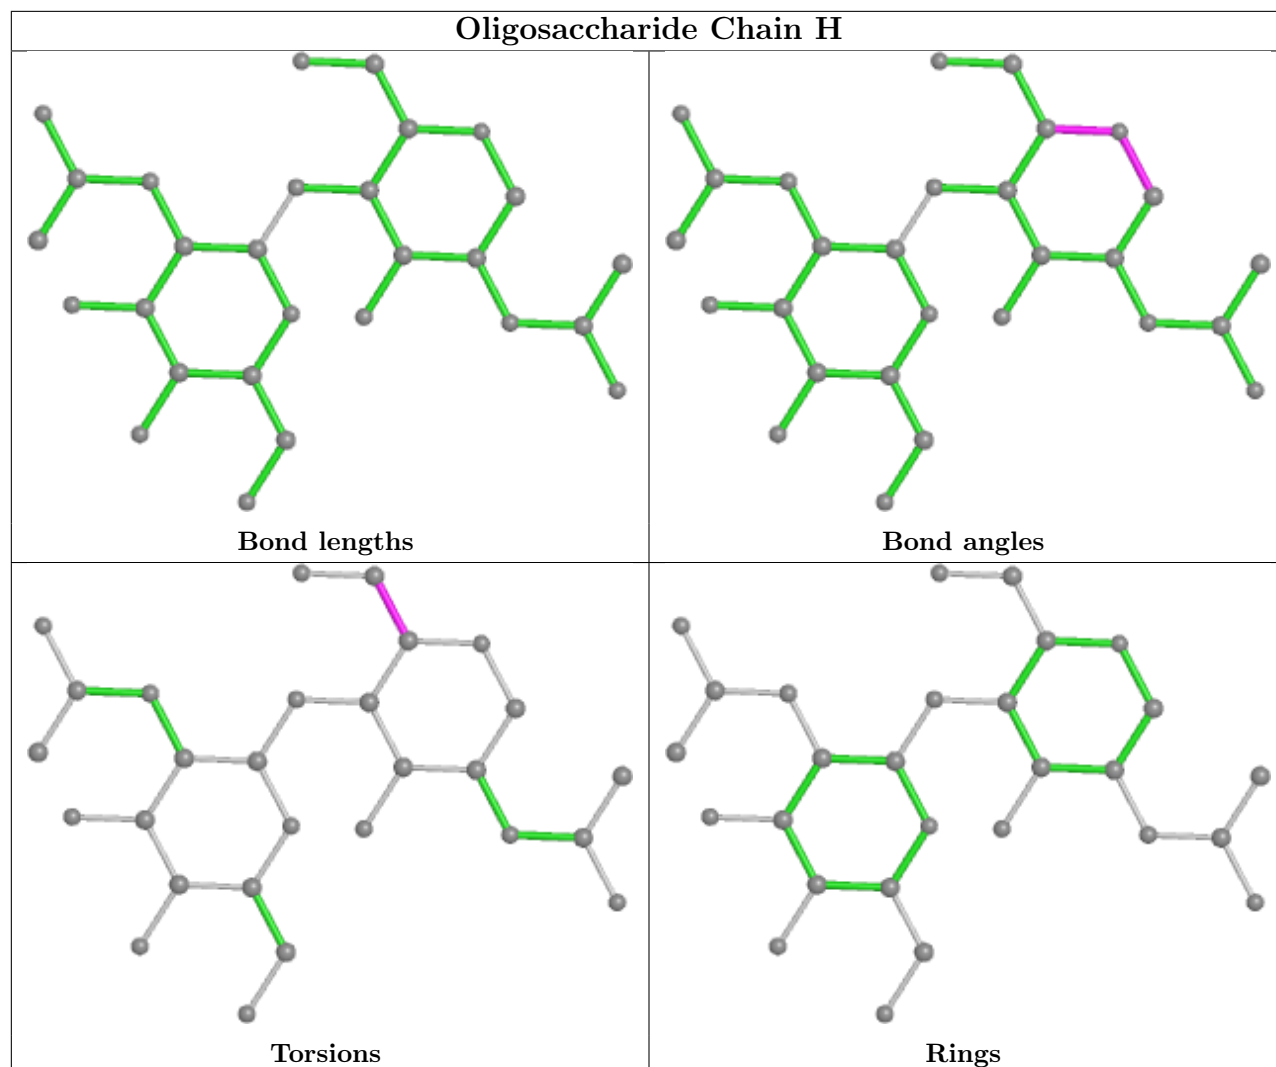 Oligosaccharide Chain H
Bond lengths
Bond angles
Torsions
Rings